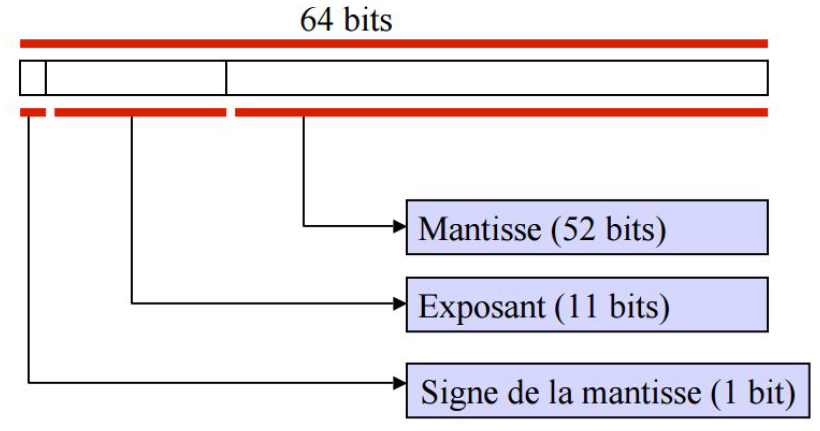 64 bits
Mantisse (52 bits)
Exposant (11 bits)
Signe de la mantisse (1 bit)